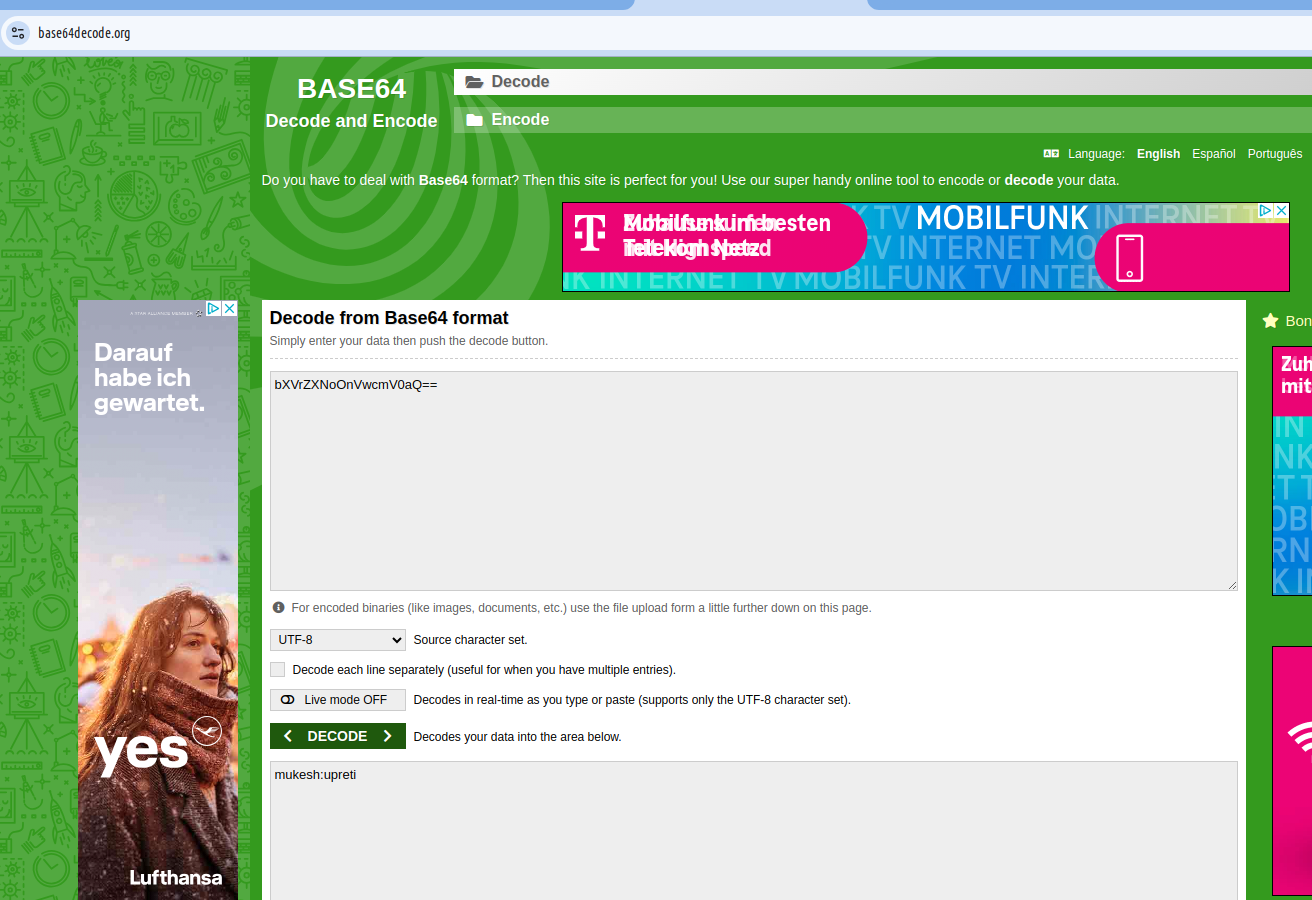 base64decode.org
BASE64
Decode and Encode
Decode
Encode
Language: English Español Português
Do you have to deal with Base64 format? Then this site is perfect for you! Use our super handy online tool to encode or decode your data.
TV MOBILFUNK INTERNET T
TV INTERNET MO
K INTERNET TV MOBILFUNK TV INTER
A STAR ALLIANCE MEMBER
Darauf
habe ich
gewartet.
yes
Lufthansa
Decode from Base64 format
Simply enter your data then push the decode button.
bXVrZXNoOnVwcmV0aQ==
For encoded binaries (like images, documents, etc.) use the file upload form a little further down on this page.
UTF-8 Source character set.
Decode each line separately (useful for when you have multiple entries).
Live mode OFF Decodes in real-time as you type or paste (supports only the UTF-8 character set).
DECODE Decodes your data into the area below.
mukesh:upreti
Bon
Zuh
mit